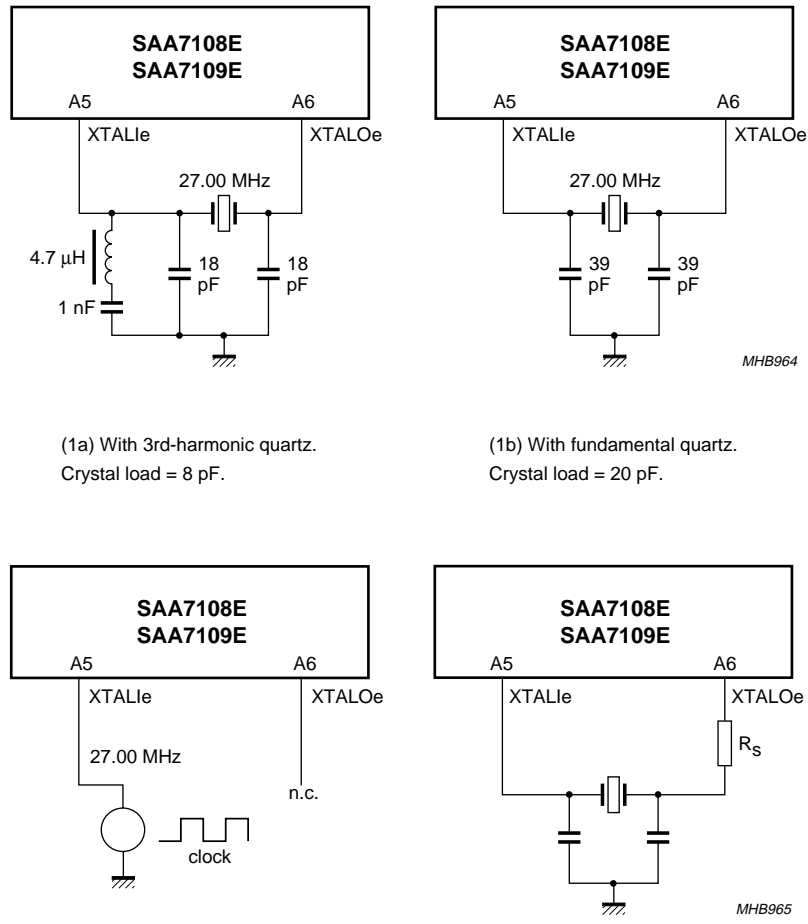 SAA7108E
SAA7109E
A5
A6
XTALIe
XTALOe
27.00 MHz
4.7 μH
1 nF
18
pF
18
pF
SAA7108E
SAA7109E
A5
A6
XTALIe
XTALOe
27.00 MHz
39
pF
39
pF
MHB964
(1a) With 3rd-harmonic quartz.
Crystal load = 8 pF.
(1b) With fundamental quartz.
Crystal load = 20 pF.
SAA7108E
SAA7109E
A5
A6
XTALIe
XTALOe
27.00 MHz
n.c.
clock
SAA7108E
SAA7109E
A5
A6
XTALIe
XTALOe
Rs
MHB965